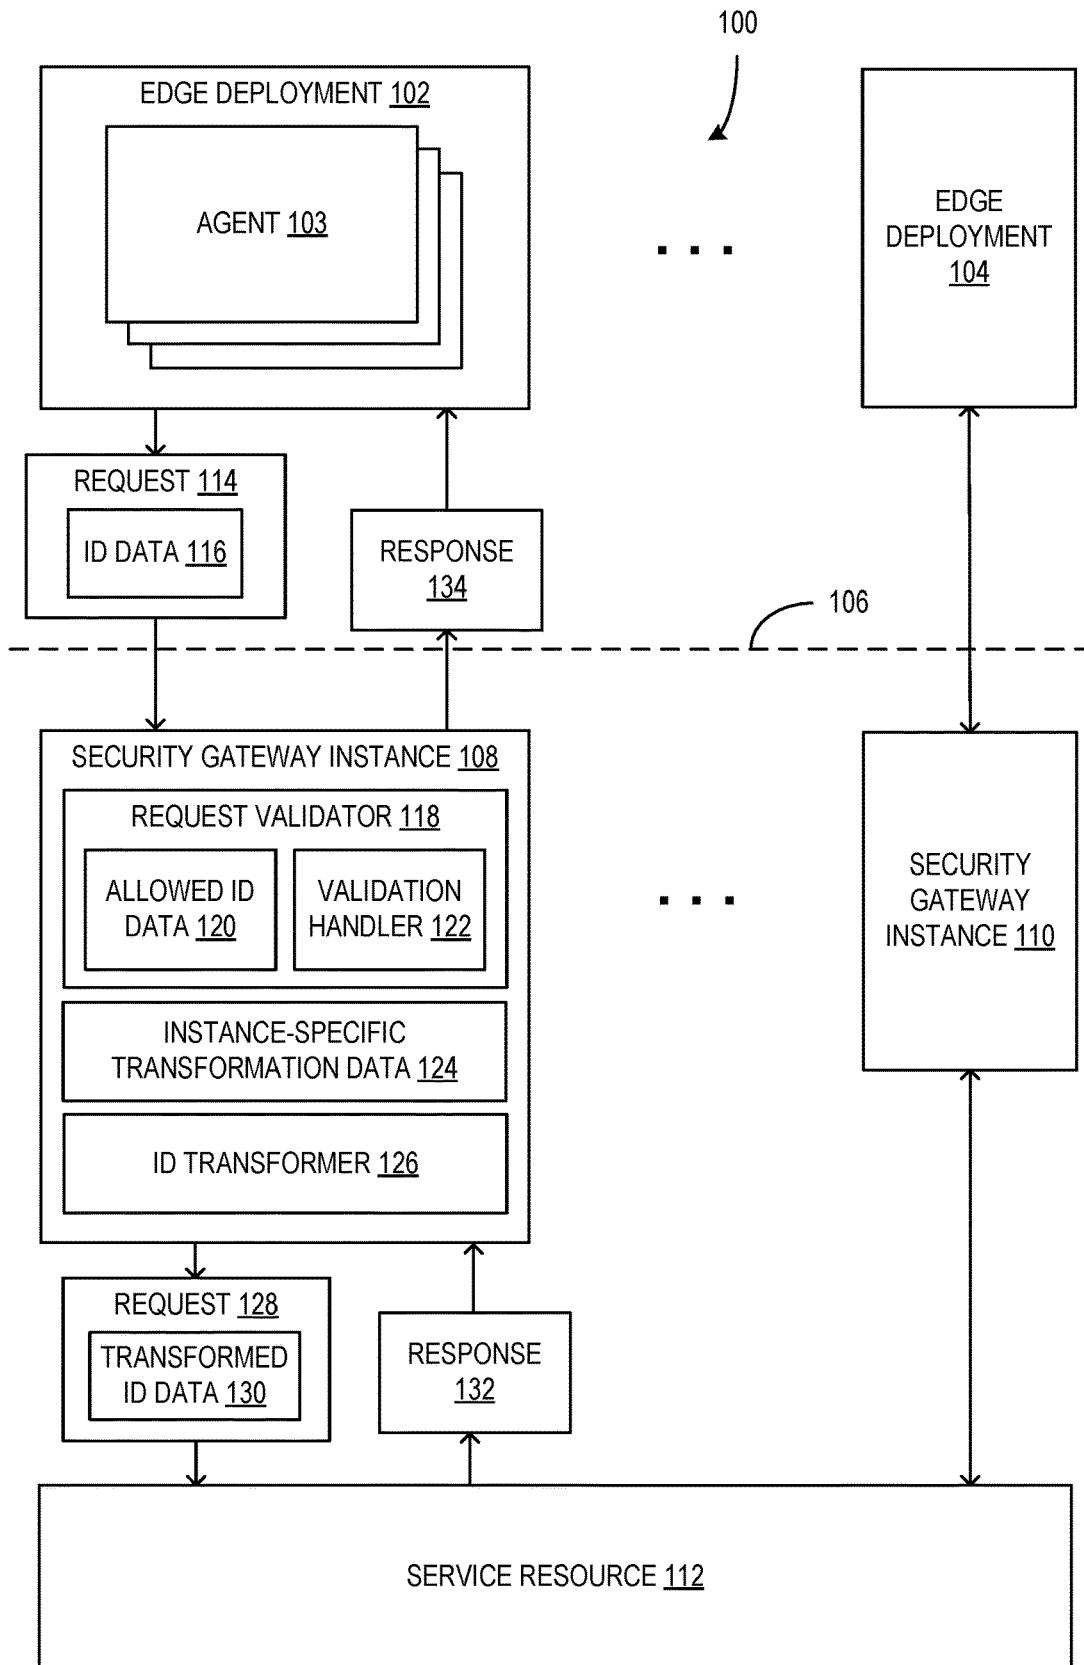 100
EDGE DEPLOYMENT 102
AGENT 103
EDGE
DEPLOYMENT
104
REQUEST 114
ID DATA 116
RESPONSE
134
106
SECURITY GATEWAY INSTANCE 108
REQUEST VALIDATOR 118
ALLOWED ID
DATA 120
VALIDATION
HANDLER 122
INSTANCE-SPECIFIC
TRANSFORMATION DATA 124
ID TRANSFORMER 126
SECURITY
GATEWAY
INSTANCE 110
REQUEST 128
TRANSFORMED
ID DATA 130
RESPONSE
132
SERVICE RESOURCE 112